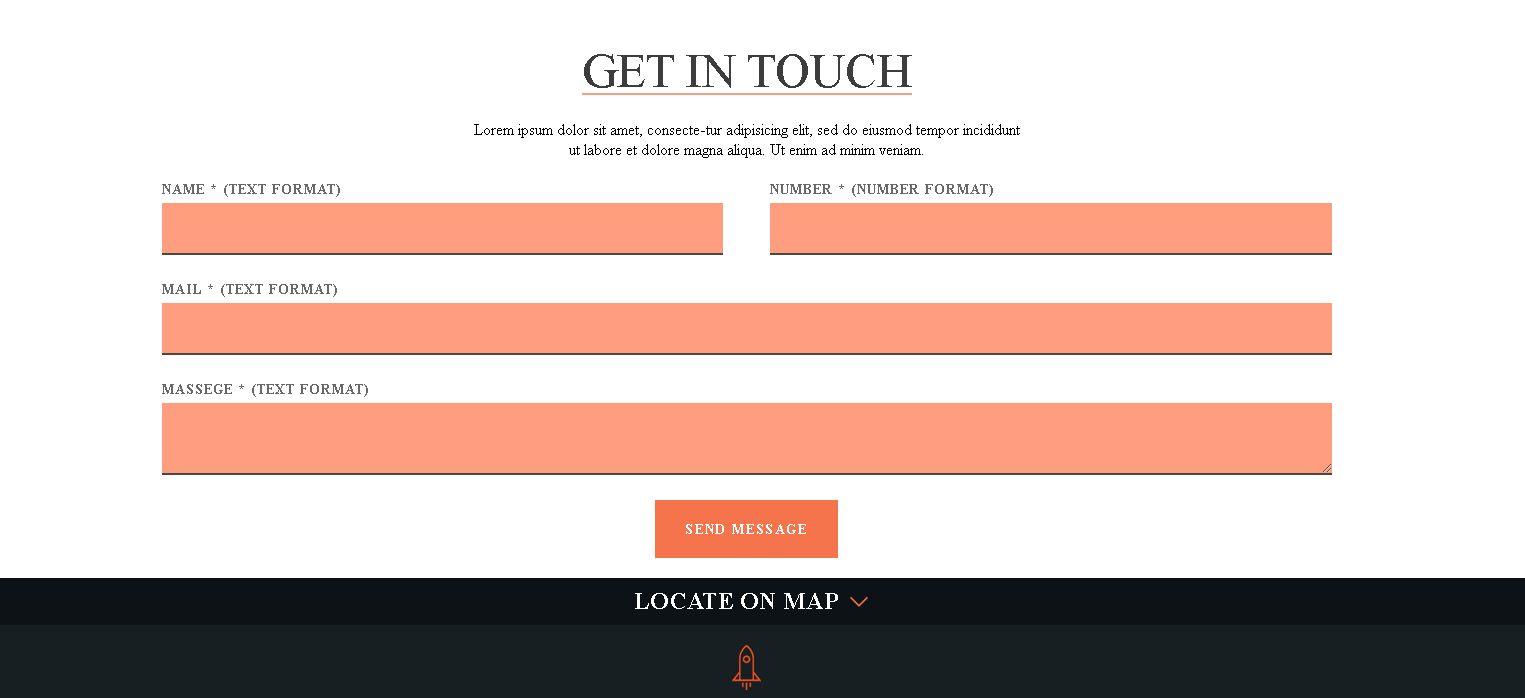 GET IN TOUCH
Lorem ipsum dolor sit amet, consecte-tur adipisicing elit, sed do eiusmod tempor incididunt
ut labore et dolore magna aliqua. Ut enim ad minim veniam.
NAME * (TEXT FORMAT)
NUMBER * (NUMBER FORMAT)
MAIL * (TEXT FORMAT)
MASSEGE * (TEXT FORMAT)
SEND MESSAGE
LOCATE ON MAP